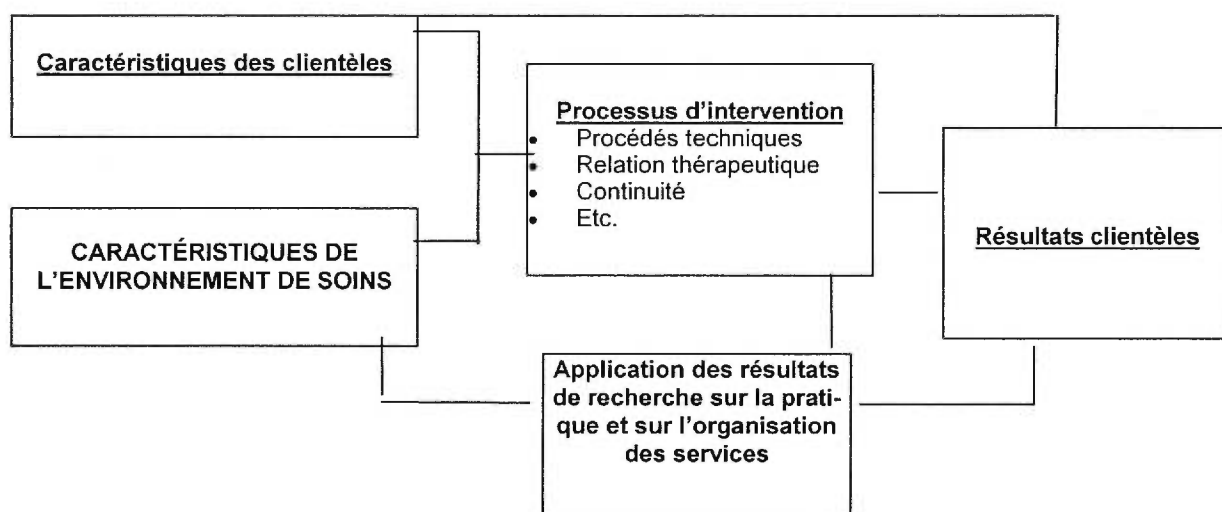 Caractéristiques des clientèles
CARACTÉRISTIQUES DE
L'ENVIRONNEMENT DE SOINS
Processus d'intervention
• Procédés techniques
• Relation thérapeutique
• Continuité
• Etc.
Résultats clientèles
Application des résultats
de recherche sur la prati-
que et sur l'organisation
des services